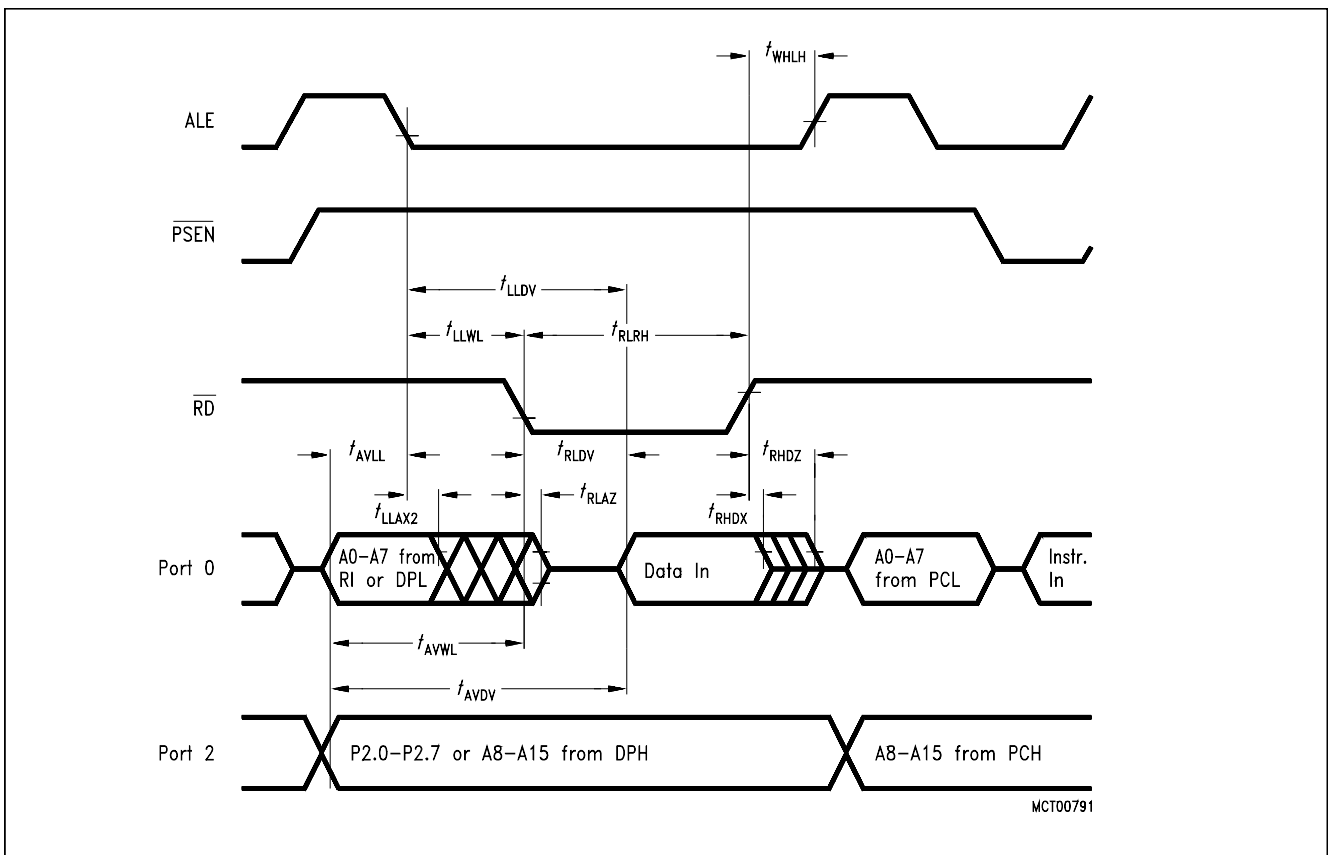 tWHLH
ALE
PSEN
tLLDV
tLLWL
tRLRH
RD
tAVLL
tRLDV
tRHDZ
tLLAX2
tRLAZ
tRHDX
Port 0
A0-A7 from
RI or DPL
Data In
A0-A7
from PCL
Instr.
In
tAVWL
tAVDV
Port 2
P2.0-P2.7 or A8-A15 from DPH
A8-A15 from PCH
MCT00791